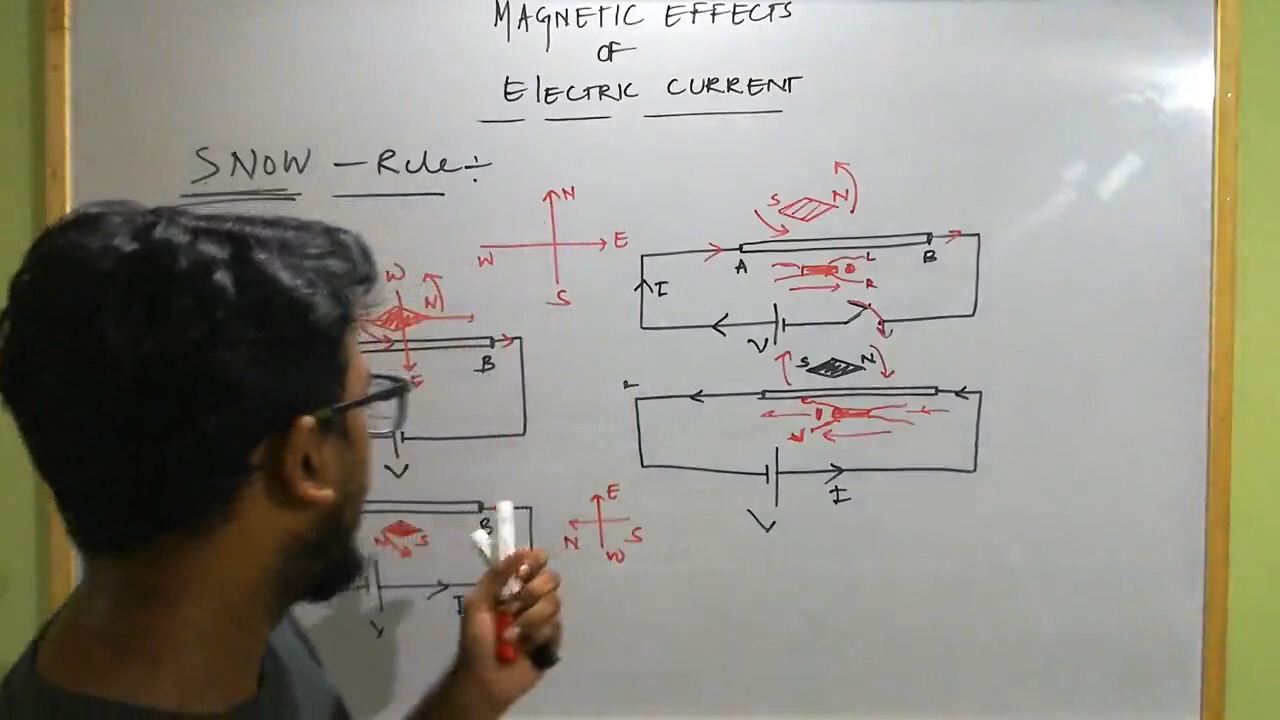 MAGNETIC EFFECTS
OF
ElECTRIC CURRENT
SNOW - Rule ÷
N
W E
S
S N
A B
L
R
I
V
W
N
B
E
V
S N
I
V
N S
B
I
V
E
N S
W